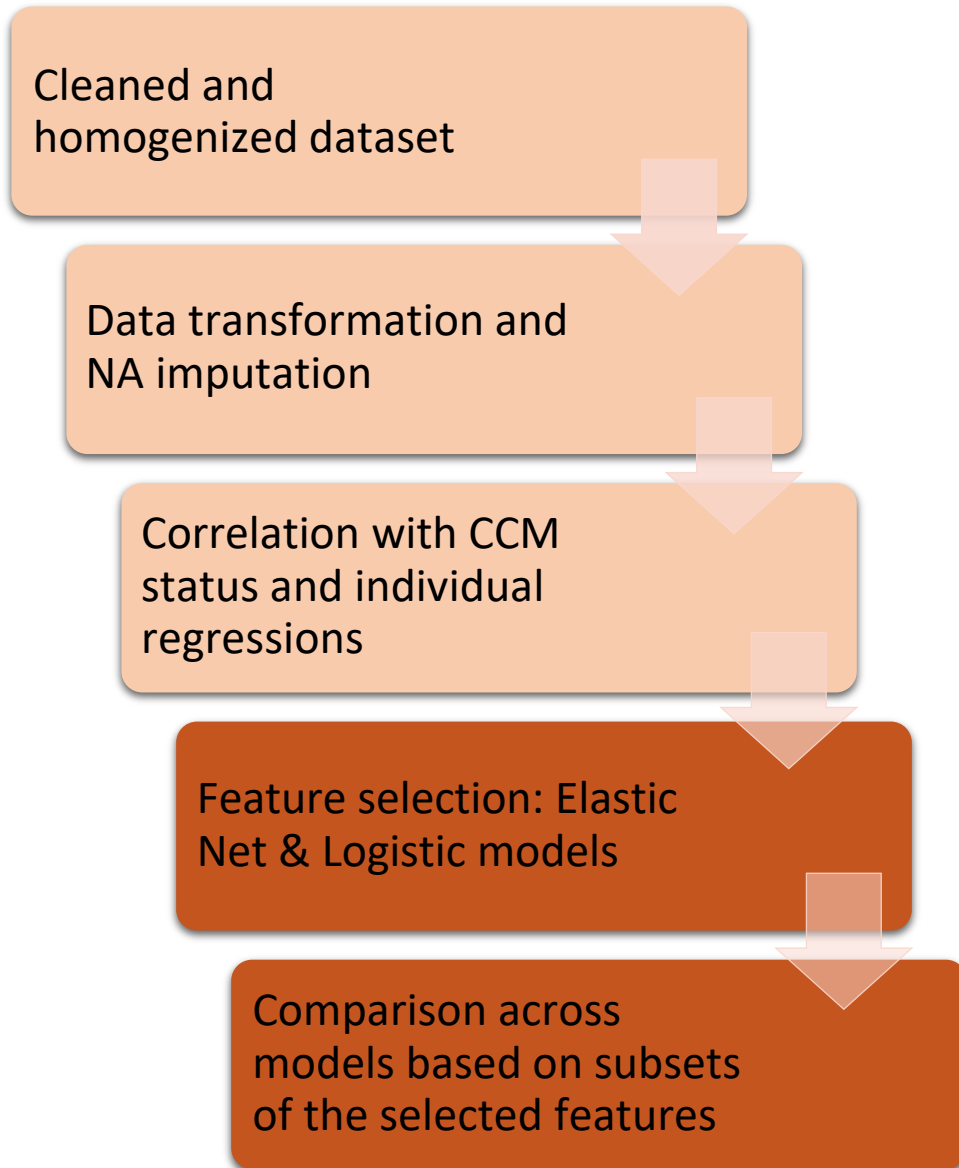 Cleaned and
homogenized dataset
Data transformation and
NA imputation
Correlation with CCM
status and individual
regressions
Feature selection: Elastic
Net & Logistic models
Comparison across
models based on subsets
of the selected features